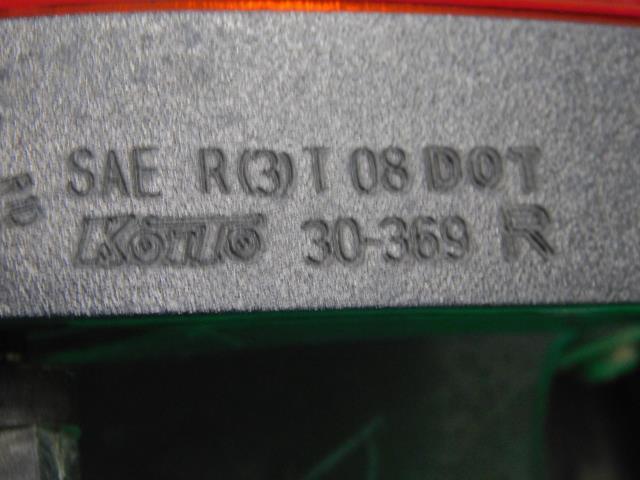 SAE R(3)T 08 DOT
KOITO 30-369 R